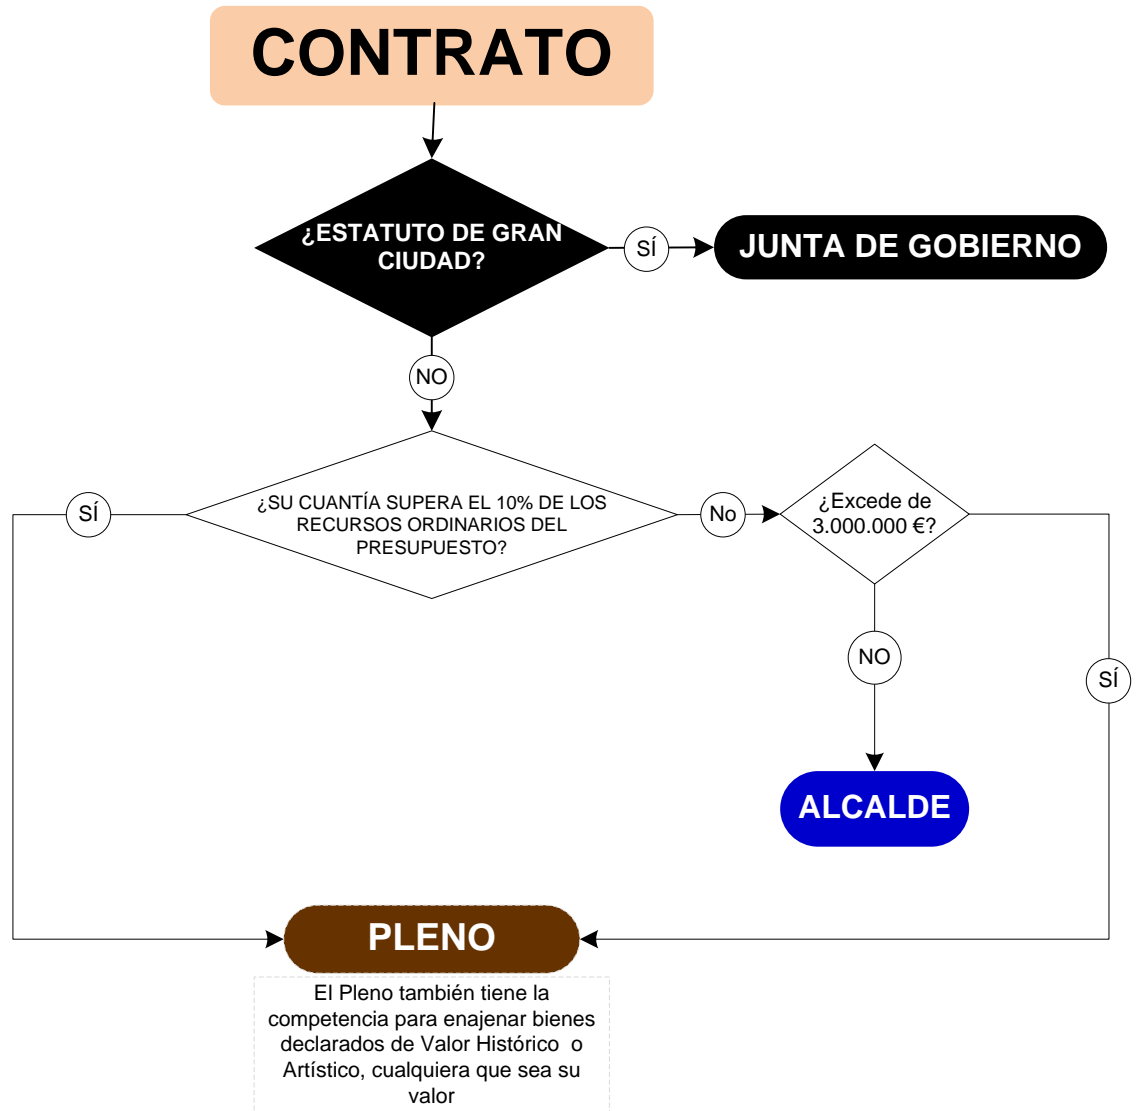 CONTRATO
¿ESTATUTO DE GRAN
CIUDAD?
SÍ
JUNTA DE GOBIERNO
NO
SÍ
¿SU CUANTÍA SUPERA EL 10% DE LOS
RECURSOS ORDINARIOS DEL
PRESUPUESTO?
No
¿Excede de
3.000.000 €?
NO
SÍ
ALCALDE
PLENO
El Pleno también tiene la
competencia para enajenar bienes
declarados de Valor Histórico o
Artístico, cualquiera que sea su
valor